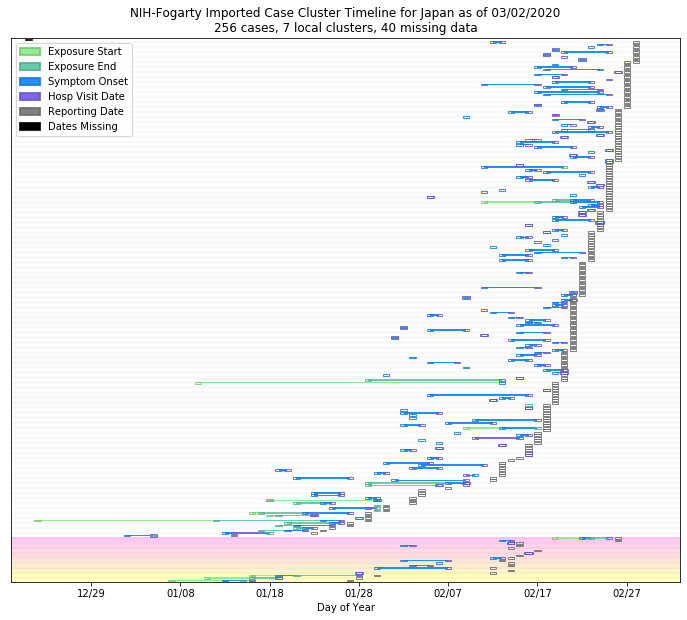 NIH-Fogarty Imported Case Cluster Timeline for Japan as of 03/02/2020
256 cases, 7 local clusters, 40 missing data
Exposure Start
Exposure End
Symptom Onset
Hosp Visit Date
Reporting Date
Dates Missing
12/29 01/08 01/18 01/28 02/07 02/17 02/27
Day of Year